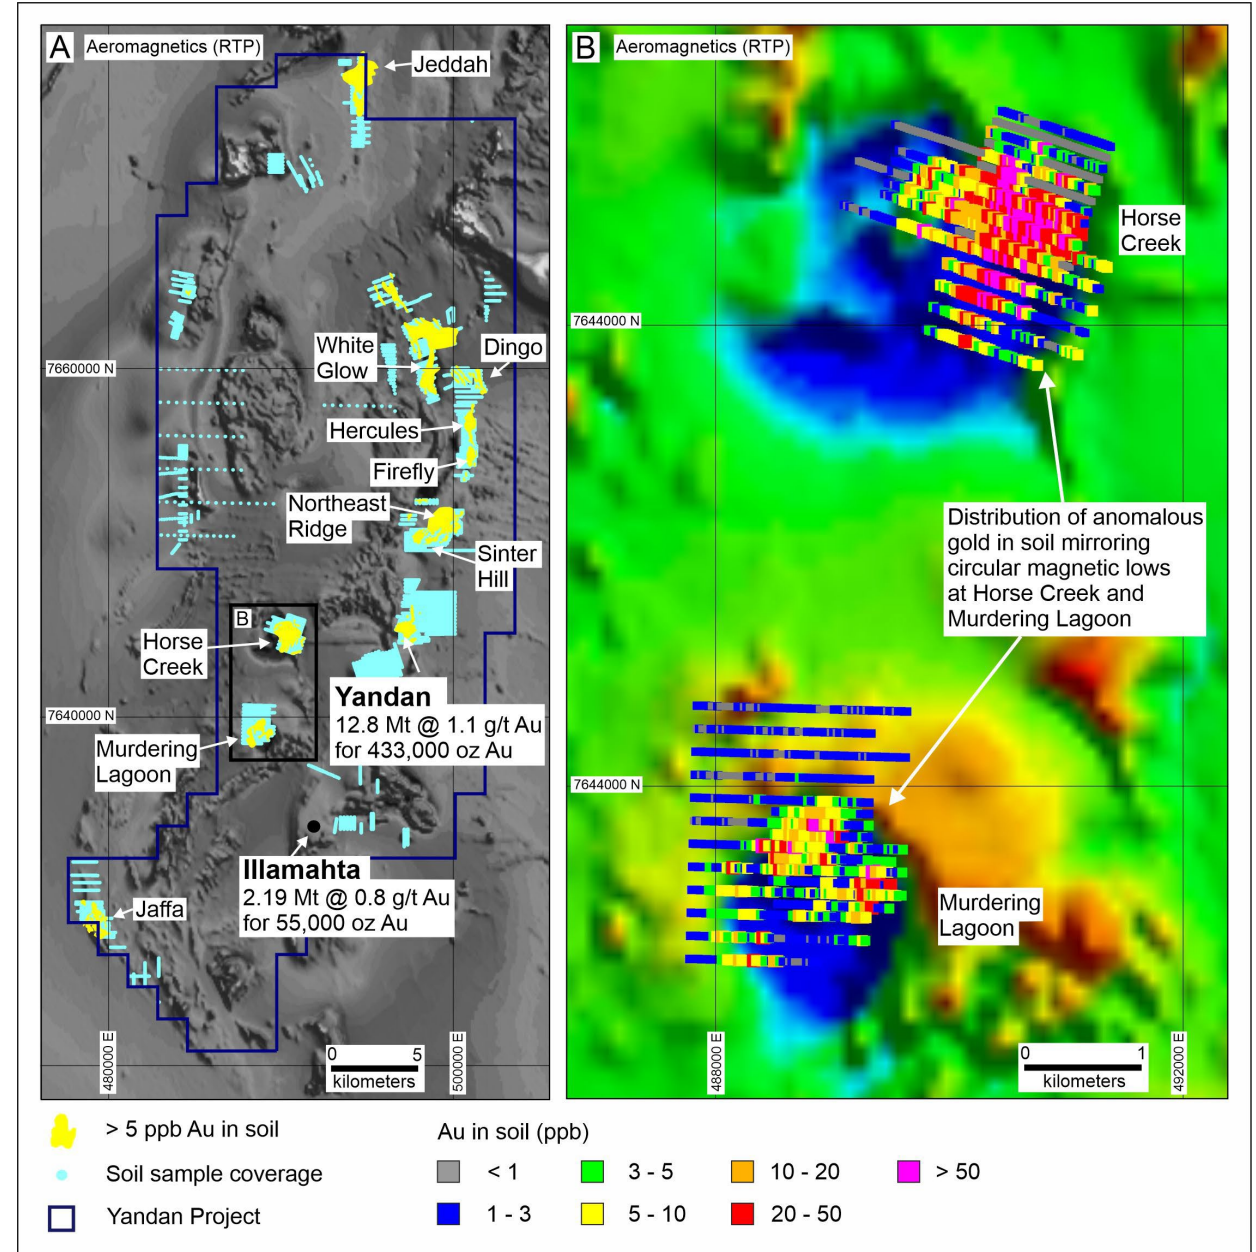 A
Aeromagnetics (RTP)
Jeddah
White
Glow
Dingo
7660000 N
Hercules
Firefly
Northeast
Ridge
Sinter
Hill
B
Horse
Creek
Yandan
12.8 Mt @ 1.1 g/t Au
for 433,000 oz Au
7640000 N
Murdering
Lagoon
Illamahta
2.19 Mt @ 0.8 g/t Au
for 55,000 oz Au
Jaffa
480000 E
0 5
kilometers
500000 E
B
Aeromagnetics (RTP)
Horse
Creek
7644000 N
Distribution of anomalous
gold in soil mirroring
circular magnetic lows
at Horse Creek and
Murdering Lagoon
7644000 N
Murdering
Lagoon
488000 E
0 1
kilometers
492000 E
> 5 ppb Au in soil
Soil sample coverage
Yandan Project
Au in soil (ppb)
< 1
3 - 5
10 - 20
> 50
1 - 3
5 - 10
20 - 50